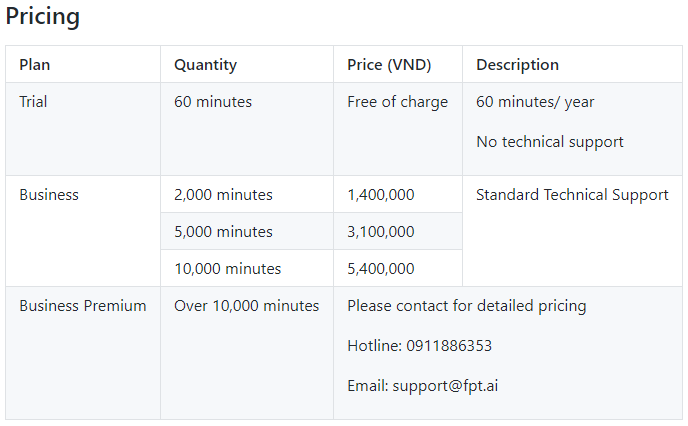 Pricing
Plan Quantity Price (VND) Description
Trial 60 minutes Free of charge 60 minutes/ year
No technical support
Business 2,000 minutes 1,400,000 Standard Technical Support
5,000 minutes 3,100,000
10,000 minutes 5,400,000
Business Premium Over 10,000 minutes Please contact for detailed pricing
Hotline: 0911886353
Email: support@fpt.ai